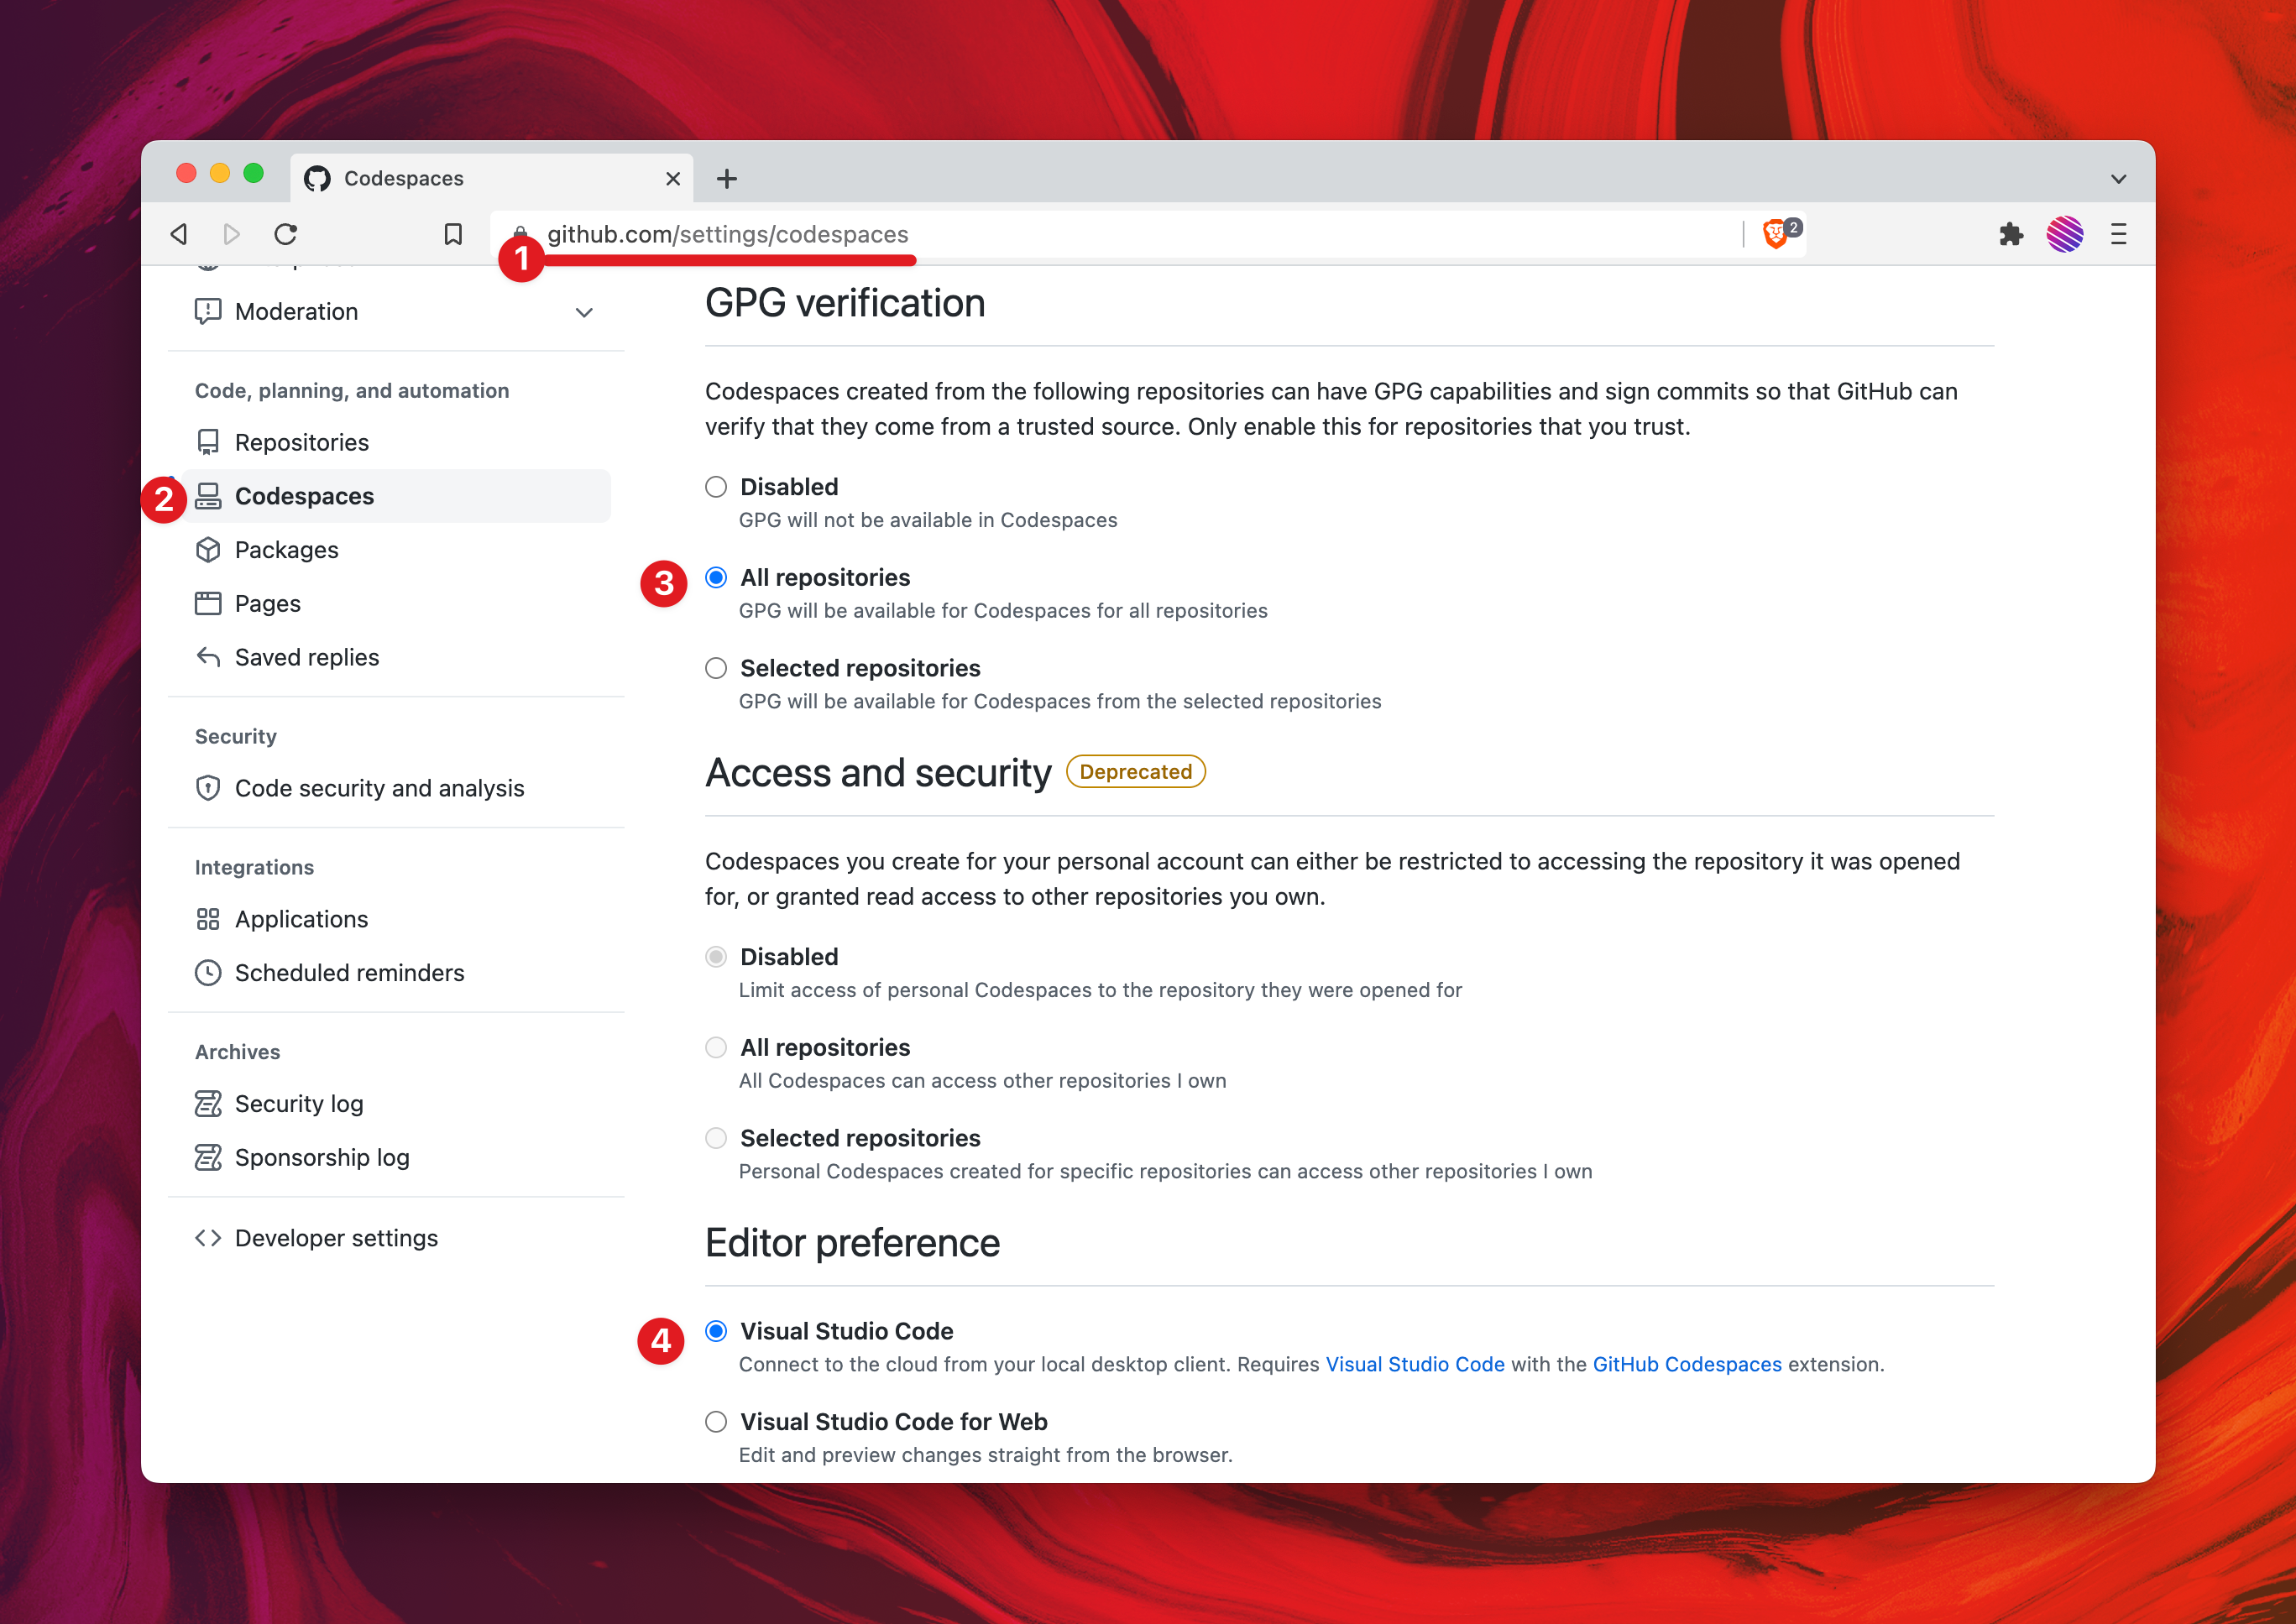 Codespaces
github.com/settings/codespaces
2
1
Moderation
Code, planning, and automation
Repositories
2
Codespaces
Packages
Pages
Saved replies
Security
Code security and analysis
Integrations
Applications
Scheduled reminders
Archives
Security log
Sponsorship log
Developer settings
GPG verification
Codespaces created from the following repositories can have GPG capabilities and sign commits so that GitHub can
verify that they come from a trusted source. Only enable this for repositories that you trust.
Disabled
GPG will not be available in Codespaces
3
All repositories
GPG will be available for Codespaces for all repositories
Selected repositories
GPG will be available for Codespaces from the selected repositories
Access and security Deprecated
Codespaces you create for your personal account can either be restricted to accessing the repository it was opened
for, or granted read access to other repositories you own.
Disabled
Limit access of personal Codespaces to the repository they were opened for
All repositories
All Codespaces can access other repositories I own
Selected repositories
Personal Codespaces created for specific repositories can access other repositories I own
Editor preference
4
Visual Studio Code
Connect to the cloud from your local desktop client. Requires Visual Studio Code with the GitHub Codespaces extension.
Visual Studio Code for Web
Edit and preview changes straight from the browser.